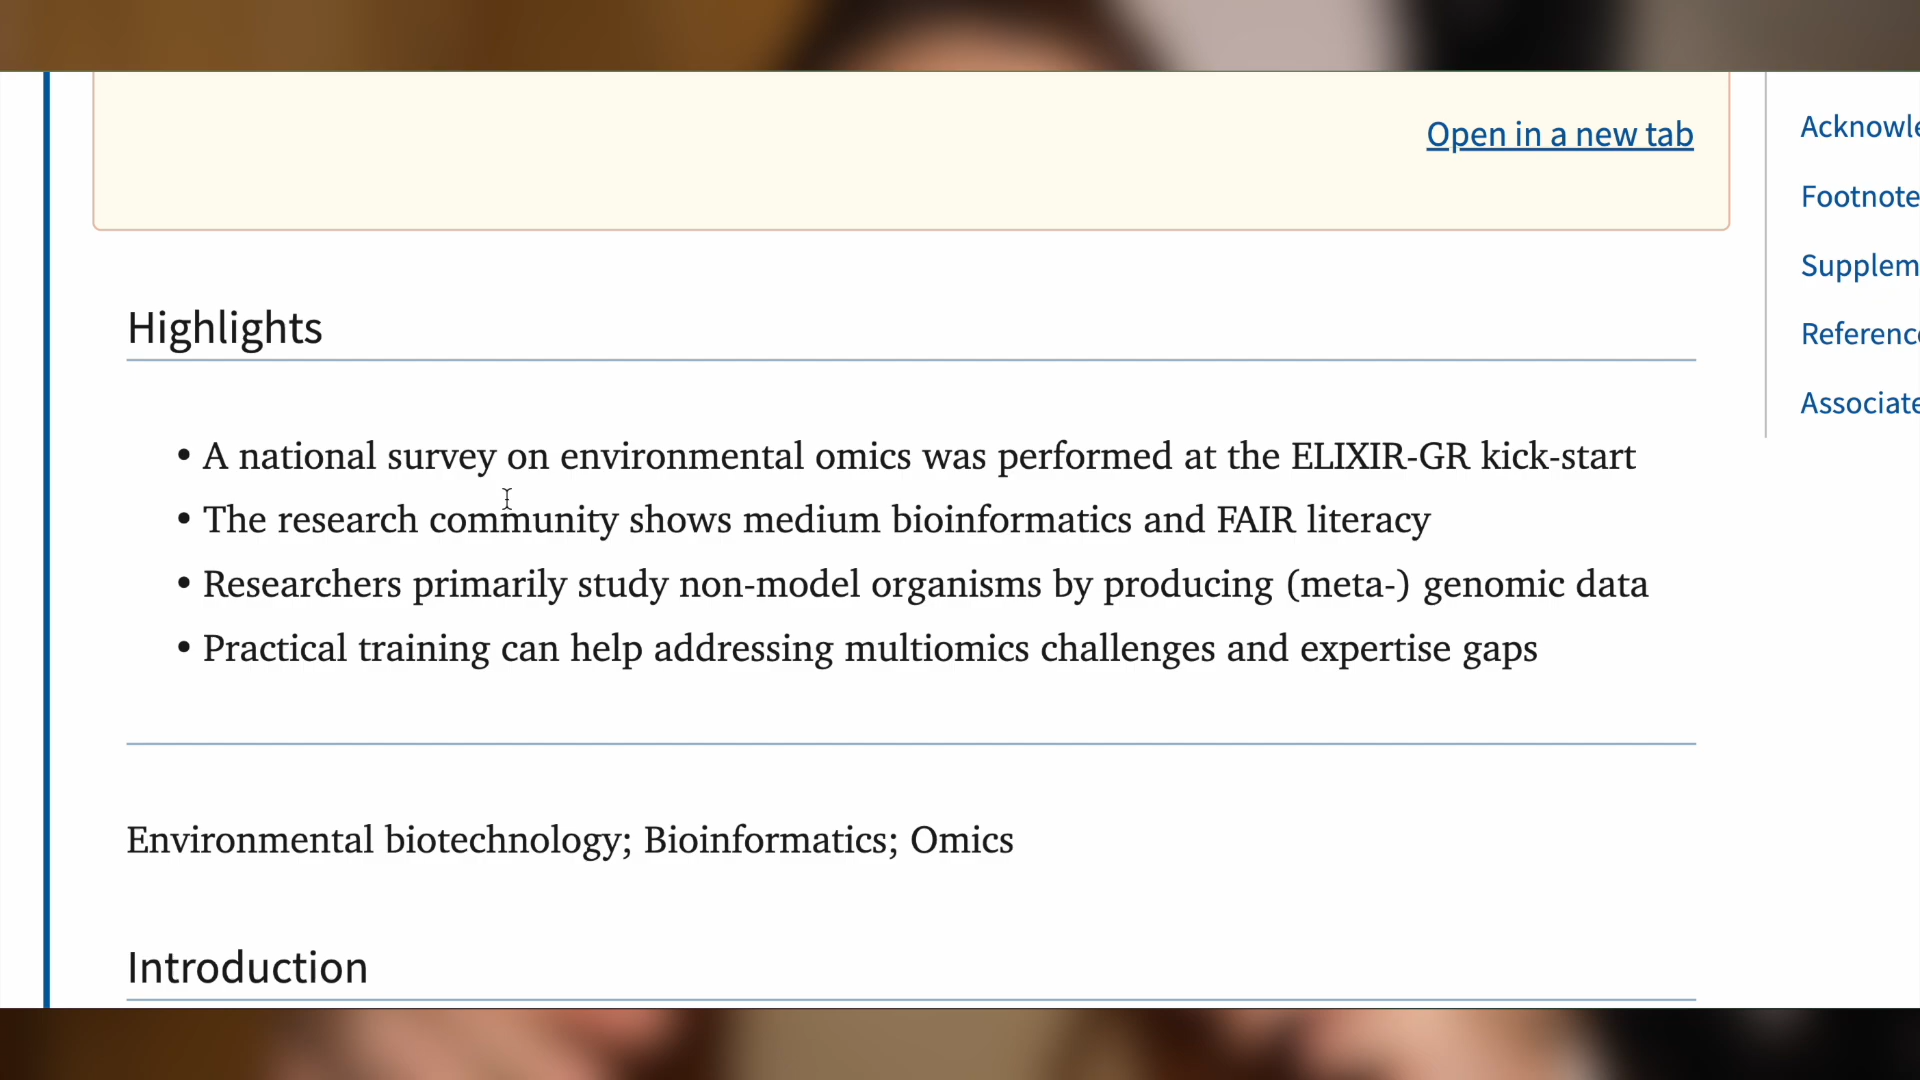 Open in a new tab
Highlights
• A national survey on environmental omics was performed at the ELIXIR-GR kick-start
• The research community shows medium bioinformatics and FAIR literacy
• Researchers primarily study non-model organisms by producing (meta-) genomic data
• Practical training can help addressing multiomics challenges and expertise gaps
Environmental biotechnology; Bioinformatics; Omics
Introduction
Acknowle
Footnote
Supplem
Referenc
Associate